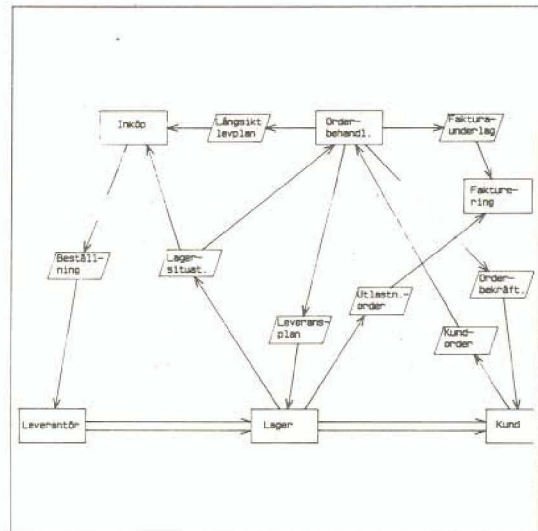 Inköp
Långsikt
levplan
Order-
behandl.
Faktura-
underlag
Fakture-
ring
Beställ-
ning
Lager-
situat.
Leverans-
plan
Utlastn.-
order
Order-
bekräft.
Kund-
order
Leverantör
Lager
Kund